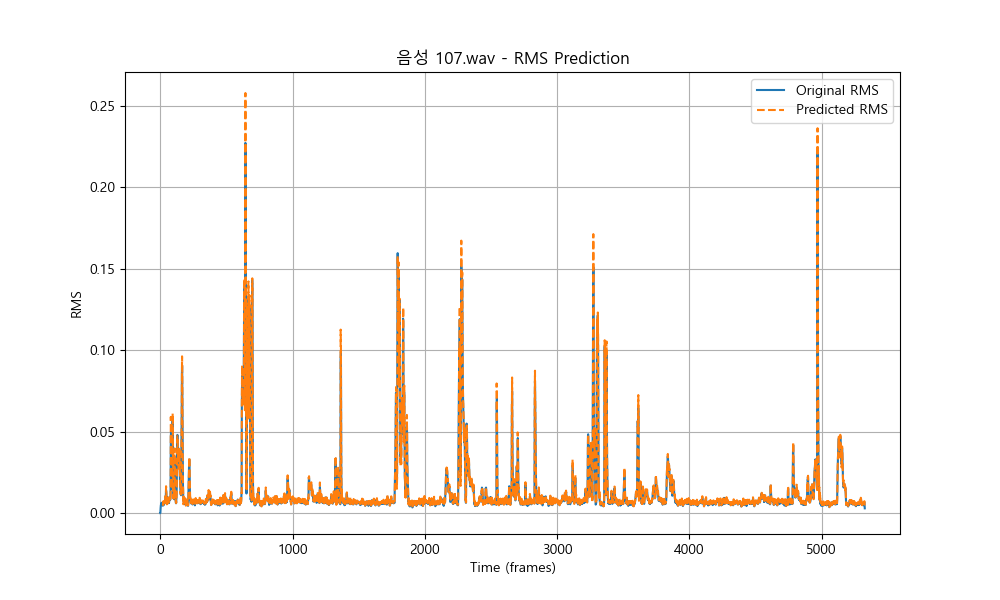 음성 107.wav - RMS Prediction
Original RMS
Predicted RMS
RMS
0.25
0.20
0.15
0.10
0.05
0.00
0 1000 2000 3000 4000 5000
Time (frames)